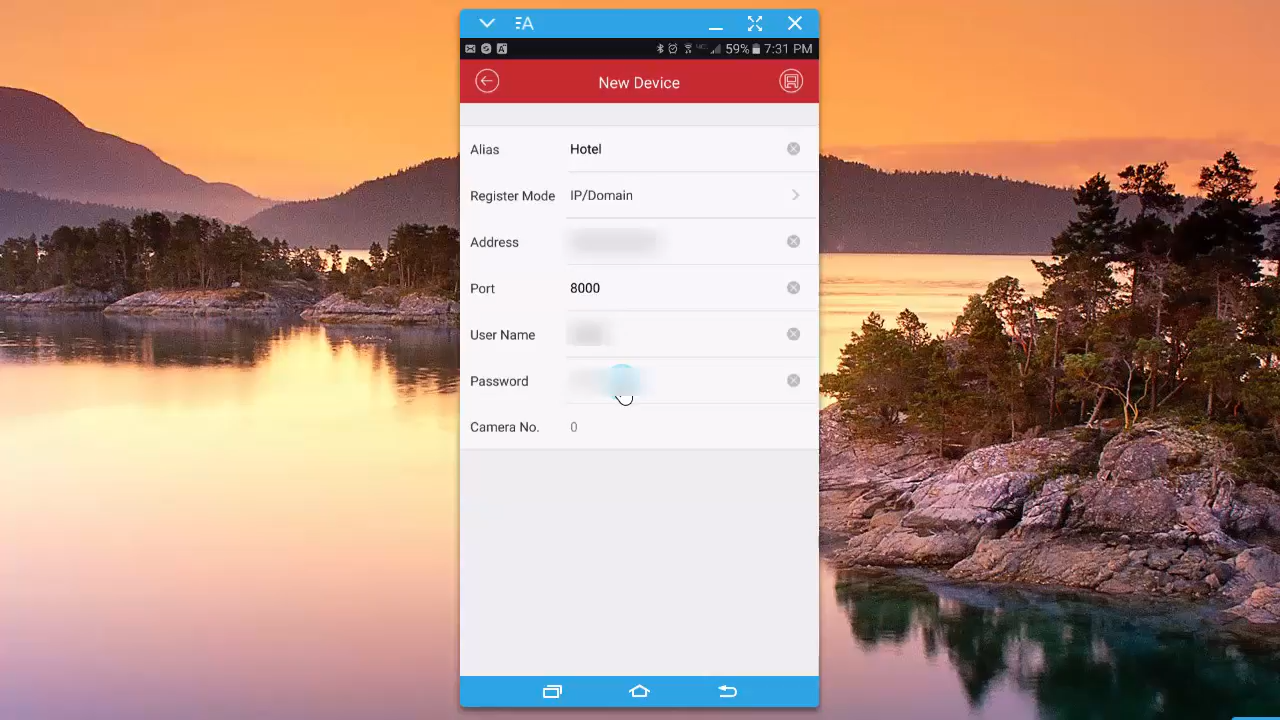 59% 7:31 PM
New Device
Alias Hotel
Register Mode IP/Domain
Address
Port 8000
User Name
Password
Camera No. 0